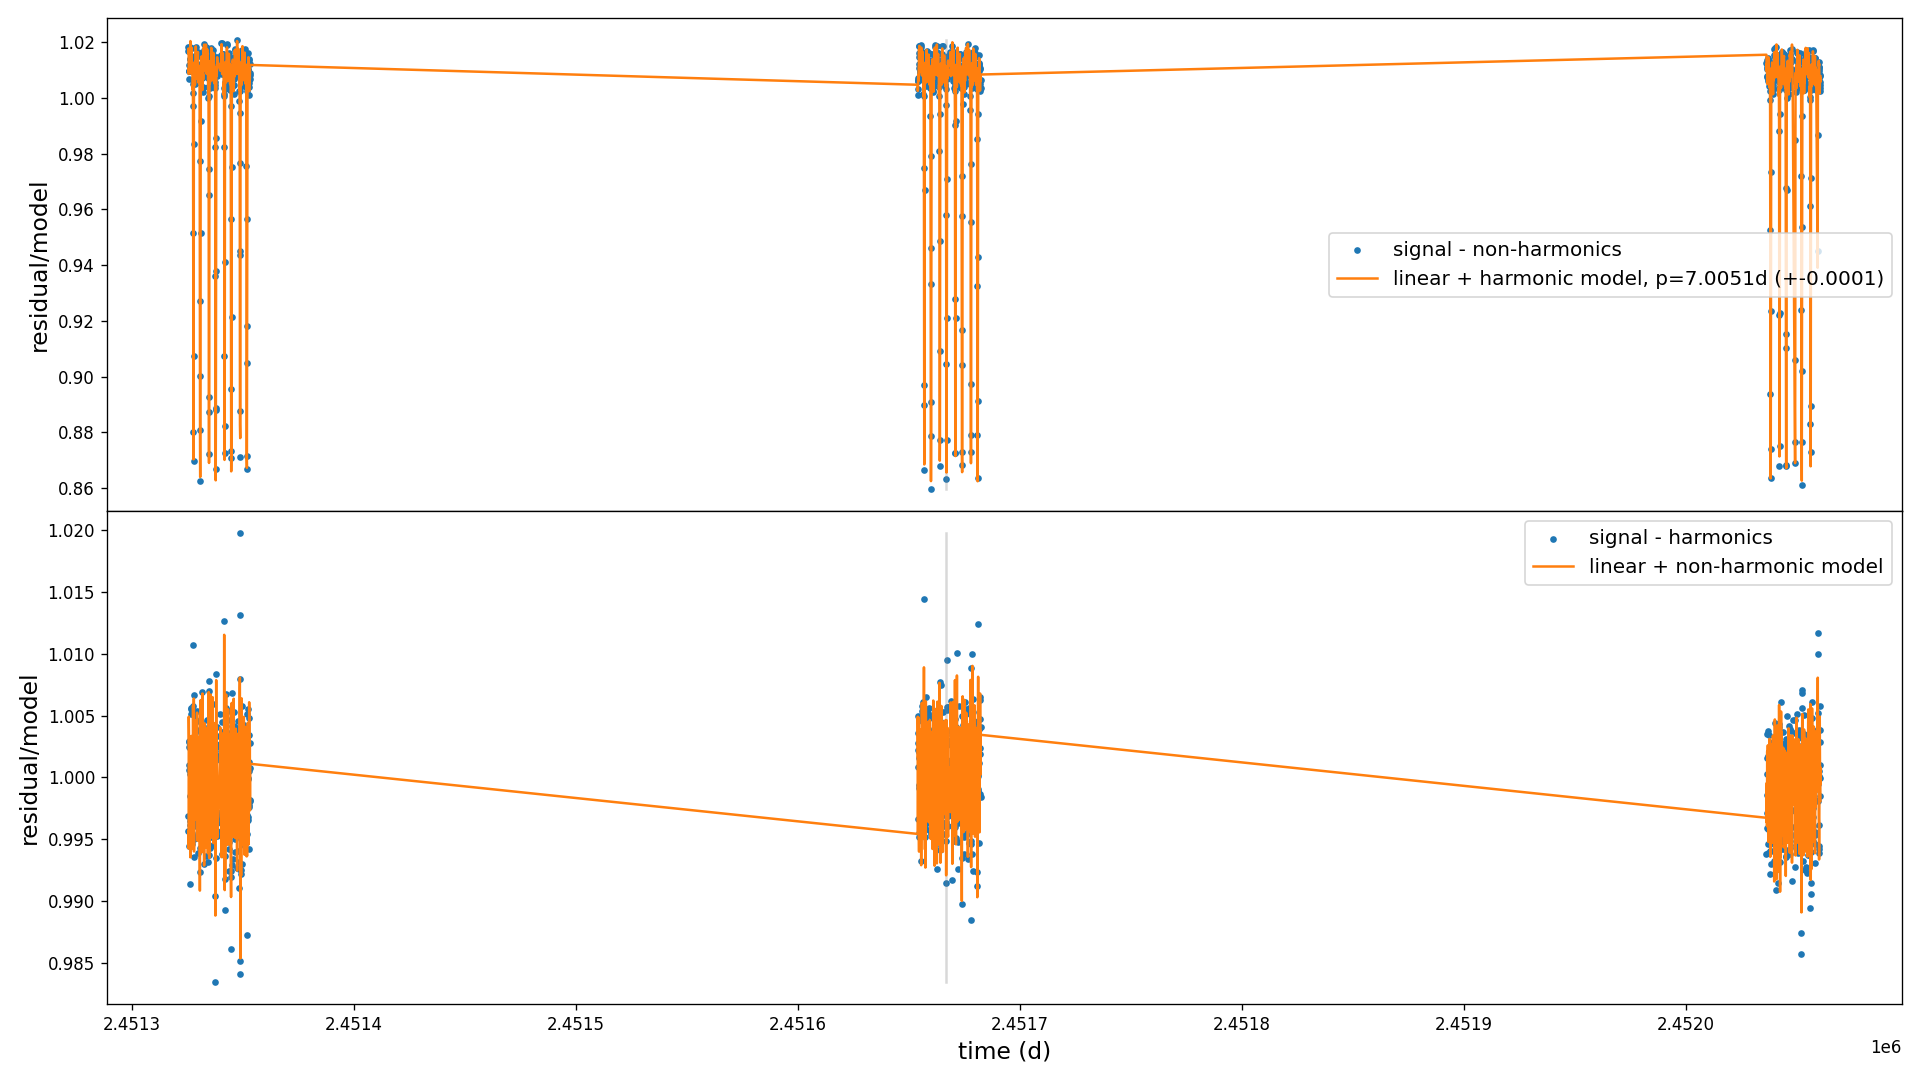 1.02
1.00
0.98
0.96
0.94
0.92
0.90
0.88
0.86
residual/model
signal - non-harmonics
linear + harmonic model, p=7.0051d (+-0.0001)
1.020
1.015
1.010
1.005
1.000
0.995
0.990
0.985
residual/model
signal - harmonics
linear + non-harmonic model
2.4513 2.4514 2.4515 2.4516 2.4517 2.4518 2.4519 2.4520
1e6
time (d)